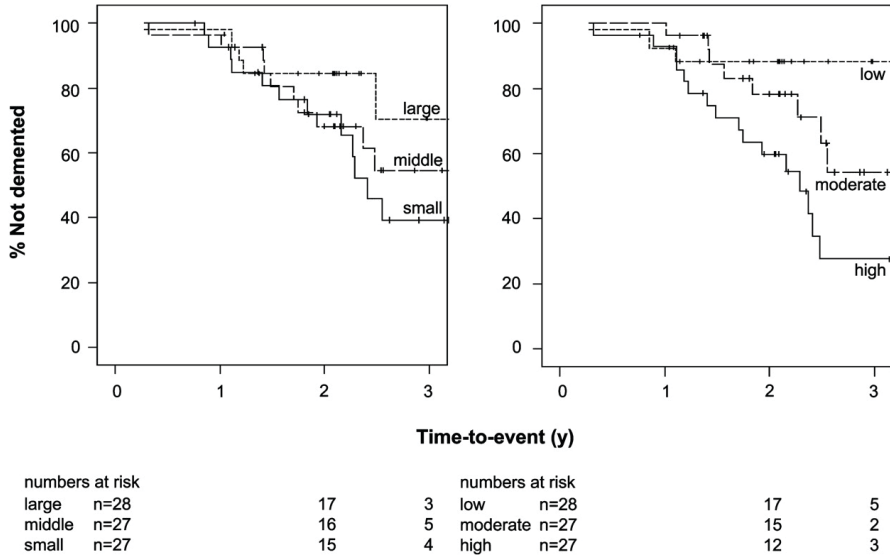 % Not demented
100
80
60
40
20
0
large
middle
small
0 1 2 3
100
80
60
40
20
0
low
moderate
high
0 1 2 3
Time-to-event (y)
numbers at risk
large n=28 17 3
middle n=27 16 5
small n=27 15 4
numbers at risk
low n=28 17 5
moderate n=27 15 2
high n=27 12 3